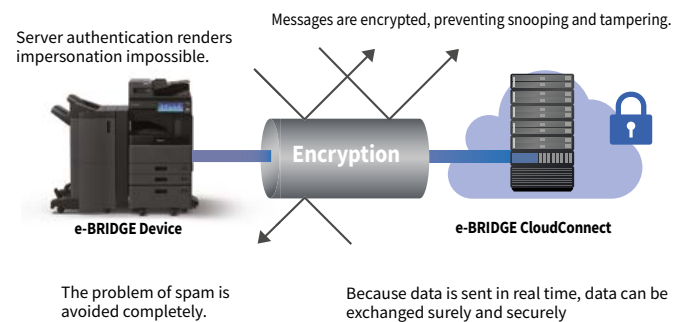 Messages are encrypted, preventing snooping and tampering.
Server authentication renders
impersonation impossible.
Encryption
e-BRIDGE Device
e-BRIDGE CloudConnect
The problem of spam is
avoided completely.
Because data is sent in real time, data can be
exchanged surely and securely